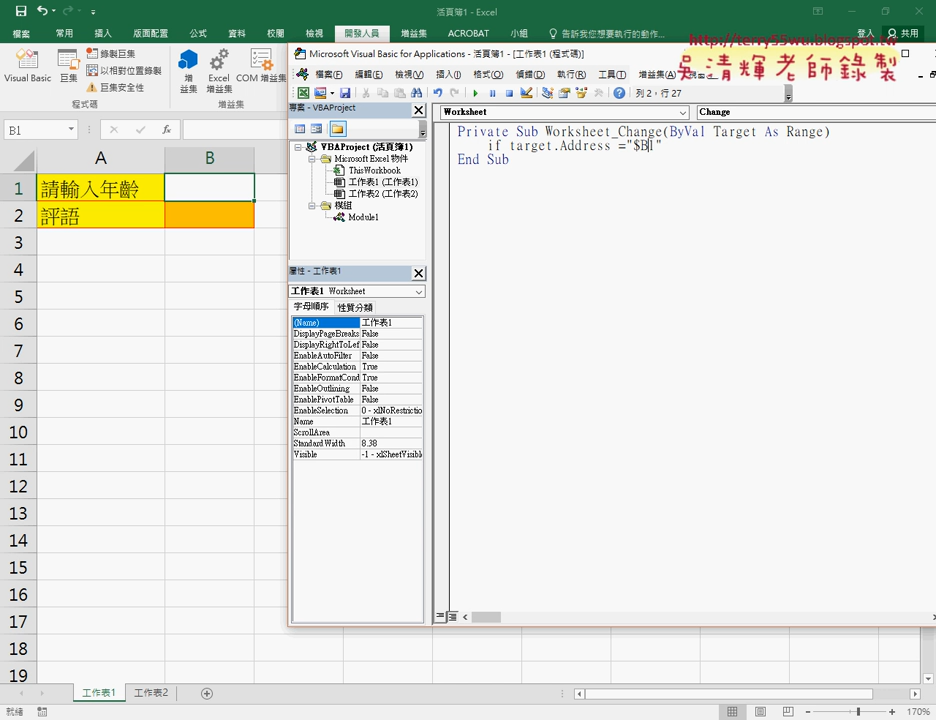 活頁簿1 - Excel
檔案 常用 插入 版面配置 公式 資料 校閱 檢視 開發人員 增益集 ACROBAT 小組 告訴我您想要執行的動作... 登入 共用
http://terry55wu.blogspot.tw
吳清輝老師錄製
Visual Basic 巨集 錄製巨集 以相對位置錄製 巨集安全性 增益集 Excel 增益集 COM 增益集
程式碼 增益集
B1 fx
A B
1 請輸入年齡
2 評語
3
4
5
6
7
8
9
10
11
12
13
14
15
16
17
18
19
工作表1 工作表2
就緒 170%
Microsoft Visual Basic for Applications - 活頁簿1 - [工作表1 (程式碼)]
檔案(F) 編輯(E) 檢視(V) 插入(I) 格式(O) 偵錯(D) 執行(R) 工具(T) 增益集(A)
列 2，行 27
專案 - VBAProject
VBAProject (活頁簿1)
Microsoft Excel 物件
ThisWorkbook
工作表1 (工作表1)
工作表2 (工作表2)
模組
Module1
屬性 - 工作表1
工作表1 Worksheet
字母順序 性質分類
(Name) 工作表1
DisplayPageBreaks False
DisplayRightToLef False
EnableAutoFilter False
EnableCalculation True
EnableFormatCond True
EnableOutlining False
EnablePivotTable False
EnableSelection 0 - xlNoRestrictio
Name 工作表1
ScrollArea
Standard Width 8.38
Visible -1 - xlSheetVisibl
Worksheet Change
Private Sub Worksheet_Change(ByVal Target As Range)
if target.Address ="$B1"
End Sub